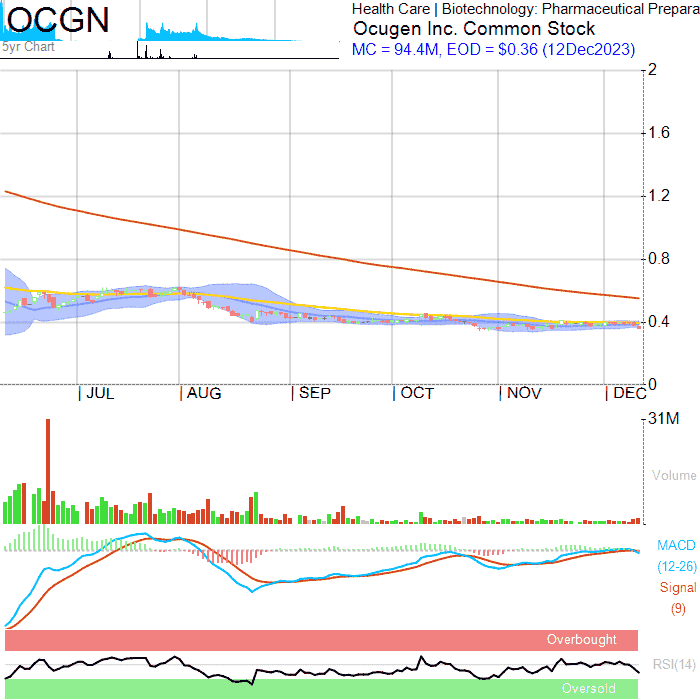 OCGN
5yr Chart
Health Care | Biotechnology: Pharmaceutical Prepara
Ocugen Inc. Common Stock
MC = 94.4M, EOD = $0.36 (12Dec2023)
2
1.6
1.2
0.8
0.4
0
JUL AUG SEP OCT NOV DEC
31M
Volume
MACD
(12-26)
Signal
(9)
Overbought
RSI(14)
Oversold